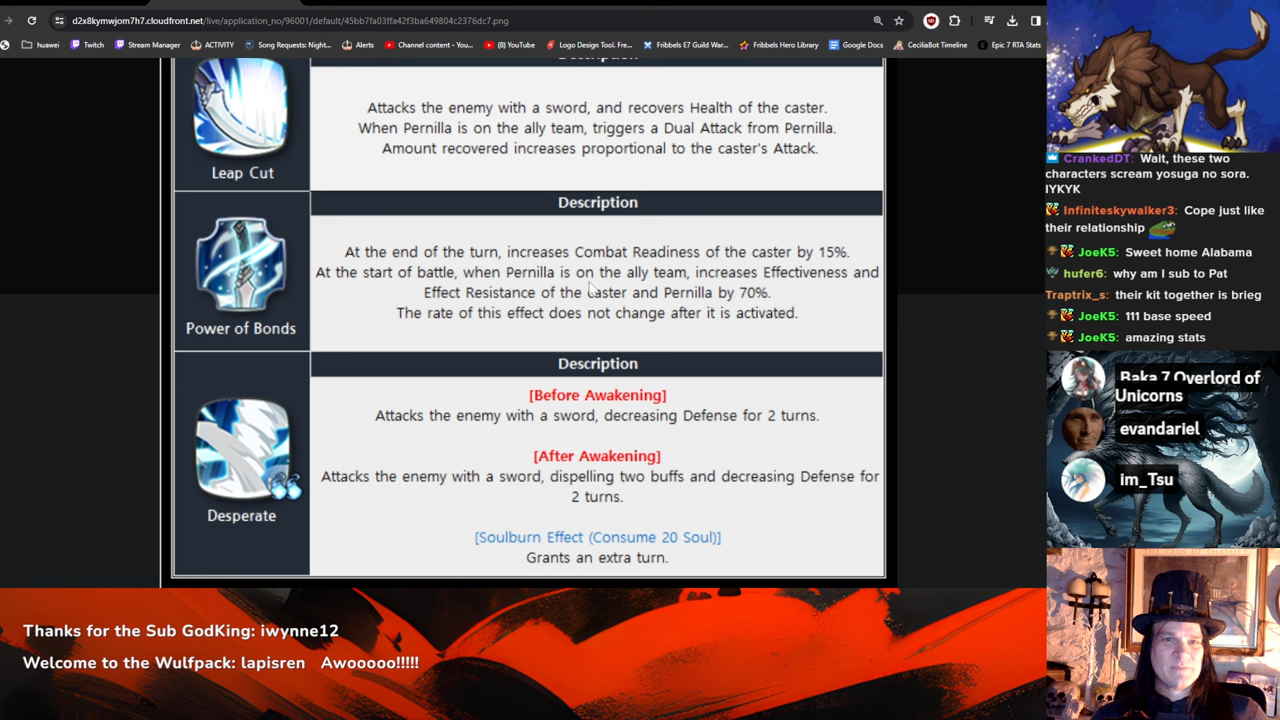 d2x8kymwjom7h7.cloudfront.net/live/application_no/96001/default/45bb7fa03ffa42f3ba649804c2376dc7.png
huawei
Twitch
Stream Manager
ACTIVITY
Song Requests: Night...
Alerts
Channel content - You...
(8) YouTube
Logo Design Tool. Fre...
Fribbels E7 Guild War...
Fribbels Hero Library
Google Docs
CeciliaBot Timeline
Epic 7 RTA Stats
Description
Attacks the enemy with a sword, and recovers Health of the caster.
When Pernilla is on the ally team, triggers a Dual Attack from Pernilla.
Amount recovered increases proportional to the caster's Attack.
Leap Cut
Description
At the end of the turn, increases Combat Readiness of the caster by 15%.
At the start of battle, when Pernilla is on the ally team, increases Effectiveness and
Effect Resistance of the caster and Pernilla by 70%.
The rate of this effect does not change after it is activated.
Power of Bonds
Description
[Before Awakening]
Attacks the enemy with a sword, decreasing Defense for 2 turns.
[After Awakening]
Attacks the enemy with a sword, dispelling two buffs and decreasing Defense for
2 turns.
[Soulburn Effect (Consume 20 Soul)]
Grants an extra turn.
Desperate
CrankedDT: Wait, these two
characters scream yosuga no sora.
IYKYK
Infiniteskywalker3: Cope just like
their relationship
JoeK5: Sweet home Alabama
hufer6: why am I sub to Pat
Traptrix_s: their kit together is brieg
JoeK5: 111 base speed
JoeK5: amazing stats
Baka 7 Overlord of
Unicorns
evandariel
im_Tsu
Thanks for the Sub GodKing: iwynne12
Welcome to the Wulfpack: lapisren Awooooo!!!!!